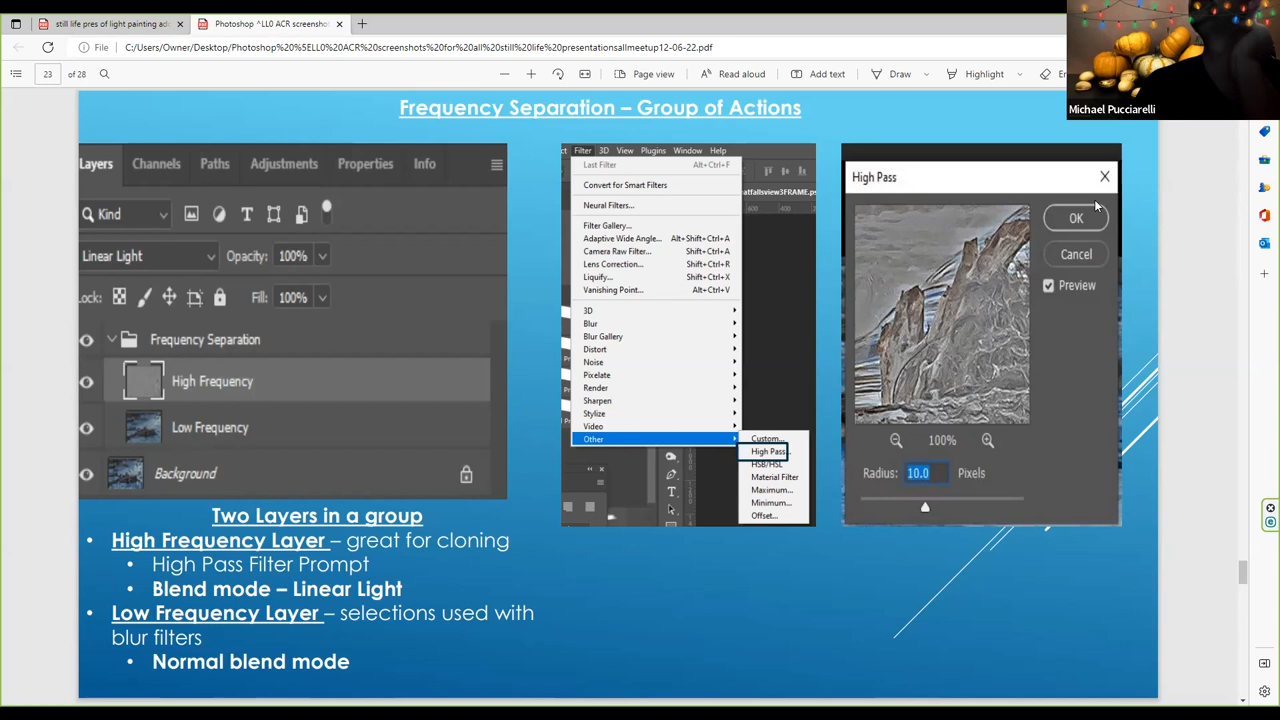 still life pres of light painting ad
Photoshop ^LL0 ACR screenshots
File
C:/Users/Owner/Desktop/Photoshop%20%5ELL0%20ACR%20screenshots%20for%20all%20still%20life%20presentationsallmeetup12-06-22.pdf
23 of 28
Page view
Read aloud
Add text
Draw
Highlight
Michael Pucciarelli
Frequency Separation – Group of Actions
Layers Channels Paths Adjustments Properties Info
Kind
Linear Light Opacity: 100%
Lock: Fill: 100%
Frequency Separation
High Frequency
Low Frequency
Background
Filter 3D View Plugins Window Help
Last Filter Alt+Ctrl+F
Convert for Smart Filters
Neural Filters...
Filter Gallery...
Adaptive Wide Angle... Alt+Shift+Ctrl+A
Camera Raw Filter... Shift+Ctrl+A
Lens Correction... Shift+Ctrl+R
Liquify... Shift+Ctrl+X
Vanishing Point... Alt+Ctrl+V
3D
Blur
Blur Gallery
Distort
Noise
Pixelate
Render
Sharpen
Stylize
Video
Other
Custom...
High Pass...
HSB/HSL
Material Filter
Maximum...
Minimum...
Offset...
atfallsview3FRAME.ps
High Pass X
OK
Cancel
Preview
100%
Radius: 10.0 Pixels
Two Layers in a group
• High Frequency Layer – great for cloning
• High Pass Filter Prompt
• Blend mode – Linear Light
• Low Frequency Layer – selections used with
blur filters
• Normal blend mode